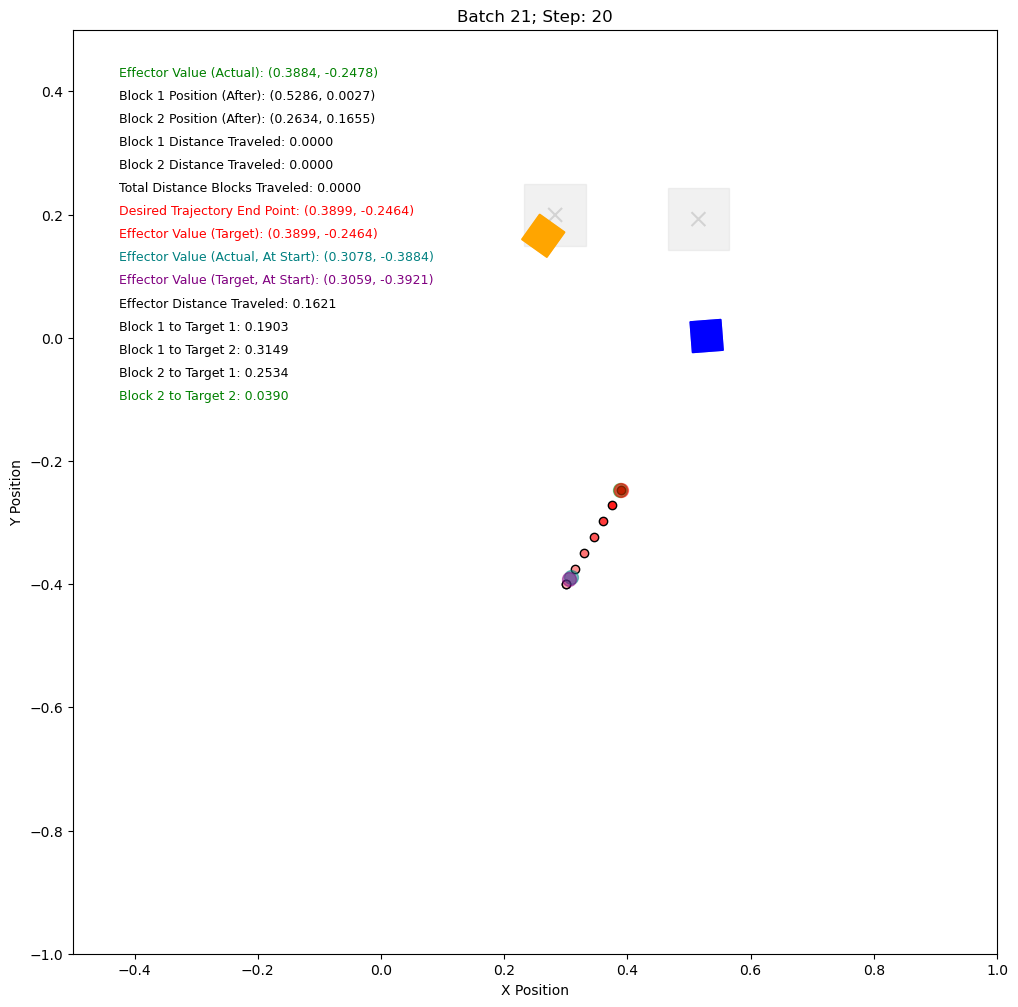 Batch 21; Step: 20
Effector Value (Actual): (0.3884, -0.2478)
Block 1 Position (After): (0.5286, 0.0027)
Block 2 Position (After): (0.2634, 0.1655)
Block 1 Distance Traveled: 0.0000
Block 2 Distance Traveled: 0.0000
Total Distance Blocks Traveled: 0.0000
Desired Trajectory End Point: (0.3899, -0.2464)
Effector Value (Target): (0.3899, -0.2464)
Effector Value (Actual, At Start): (0.3078, -0.3884)
Effector Value (Target, At Start): (0.3059, -0.3921)
Effector Distance Traveled: 0.1621
Block 1 to Target 1: 0.1903
Block 1 to Target 2: 0.3149
Block 2 to Target 1: 0.2534
Block 2 to Target 2: 0.0390
0.4
0.2
0.0
−0.2
−0.4
−0.6
−0.8
−1.0
Y Position
−0.4
−0.2
0.0
0.2
0.4
0.6
0.8
1.0
X Position